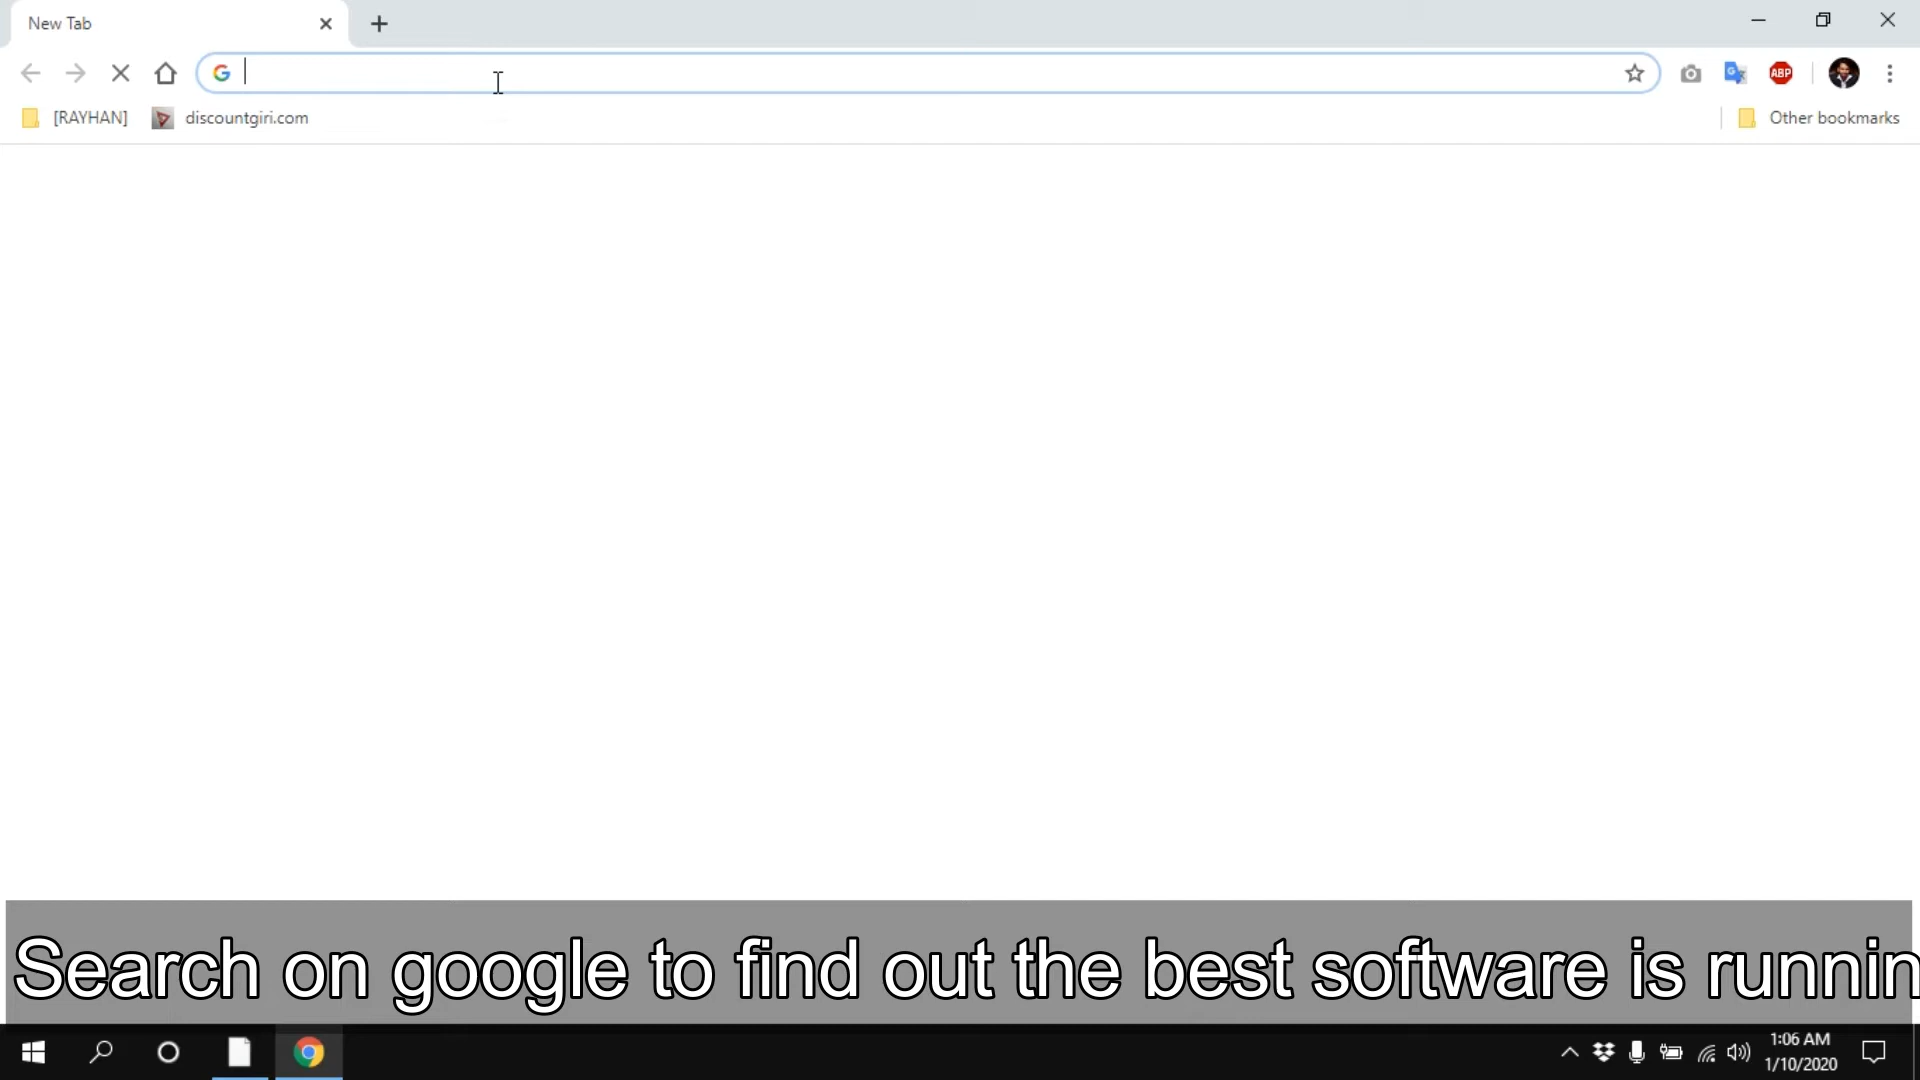 New Tab
[RAYHAN]
discountgiri.com
Other bookmarks
ABP
Search on google to find out the best software is runnin
1:06 AM
1/10/2020